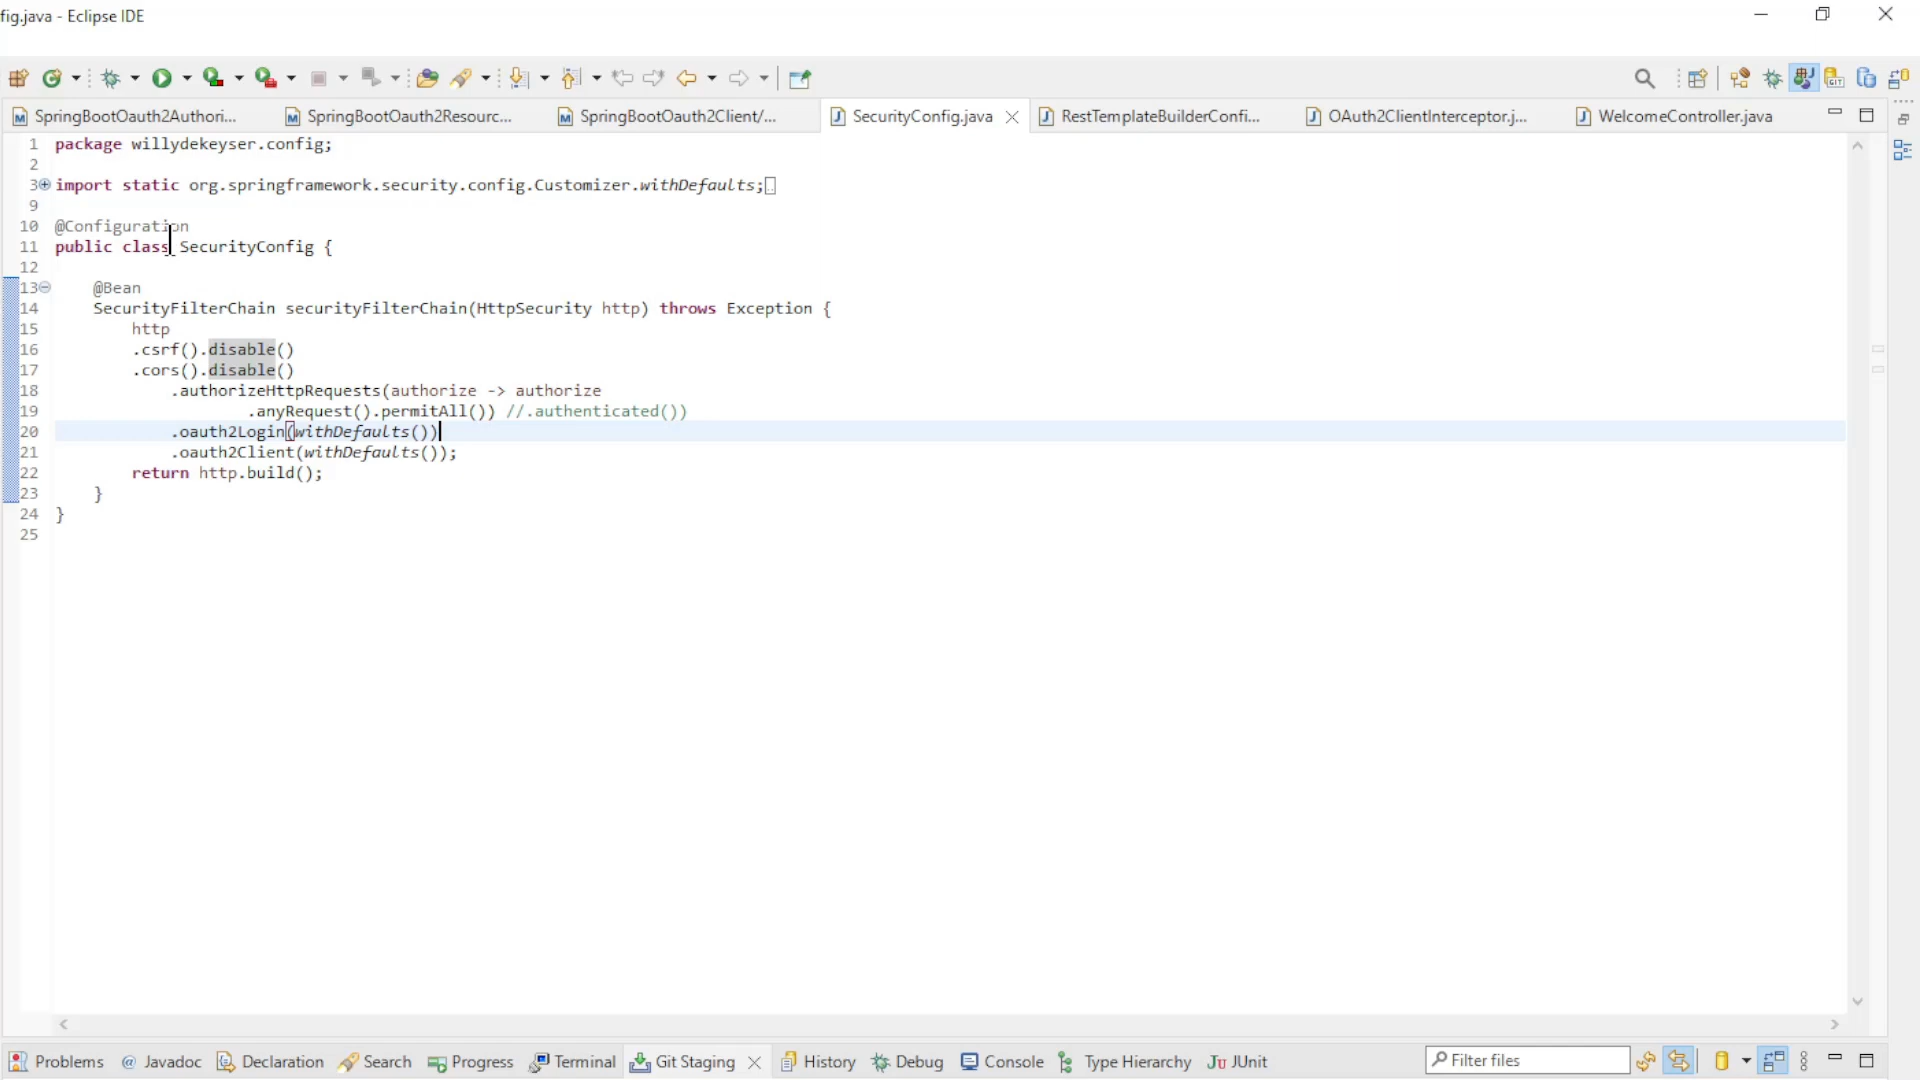 fig.java - Eclipse IDE
SpringBootOauth2Authori... SpringBootOauth2Resourc... SpringBootOauth2Client/... SecurityConfig.java RestTemplateBuilderConfi... OAuth2ClientInterceptor.j... WelcomeController.java
1 package willydekeyser.config;
2
3 import static org.springframework.security.config.Customizer.withDefaults;
9
10 @Configuration
11 public class SecurityConfig {
12
13 @Bean
14 SecurityFilterChain securityFilterChain(HttpSecurity http) throws Exception {
15 http
16 .csrf().disable()
17 .cors().disable()
18 .authorizeHttpRequests(authorize -> authorize
19 .anyRequest().permitAll()) //.authenticated())
20 .oauth2Login(withDefaults())
21 .oauth2Client(withDefaults());
22 return http.build();
23 }
24 }
25
Problems @ Javadoc Declaration Search Progress Terminal Git Staging History Debug Console Type Hierarchy Ju JUnit Filter files